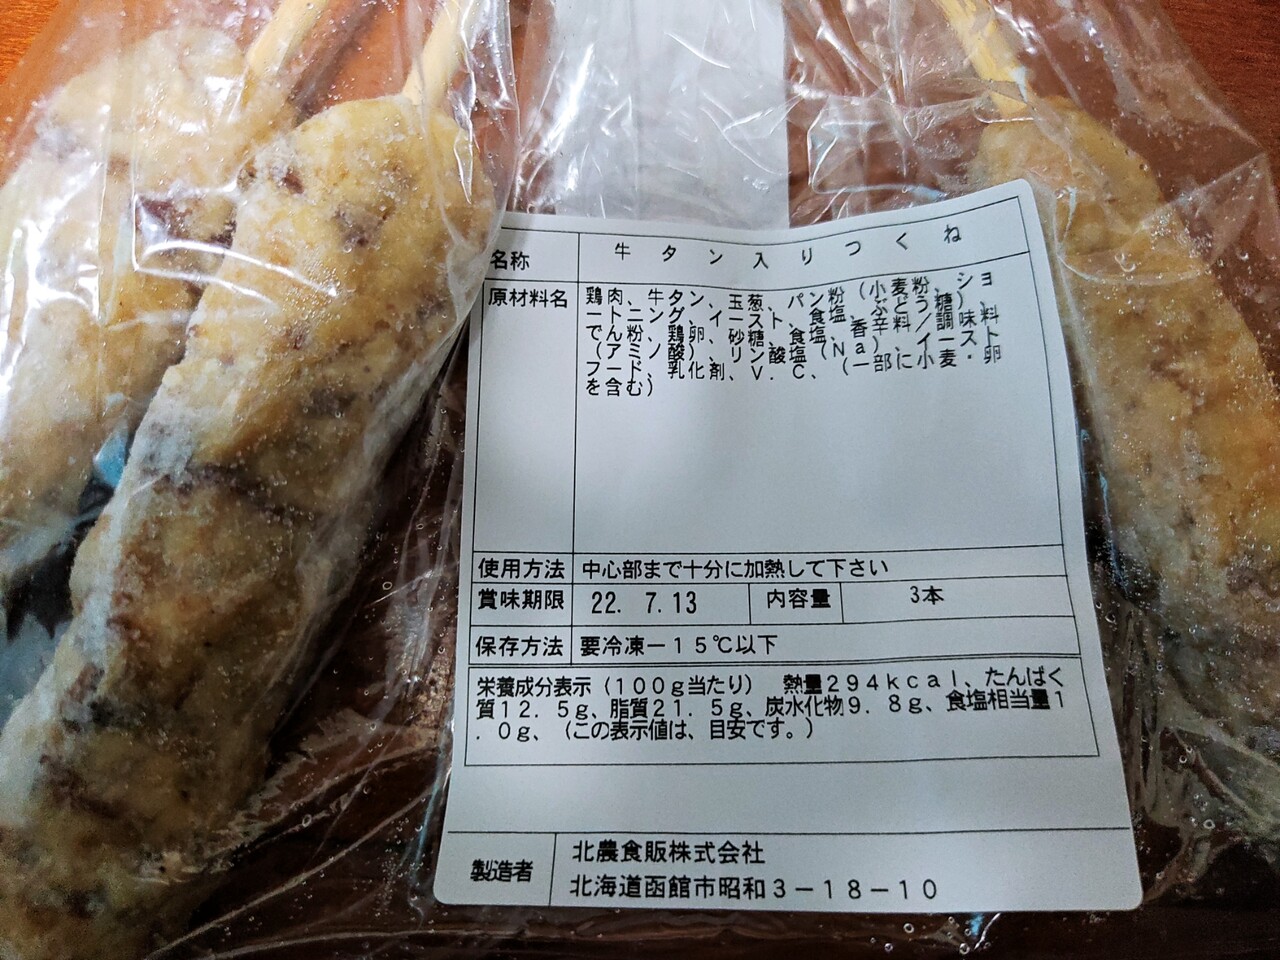 名称 牛タン入りつくね
原材料名 鶏肉、牛タン、玉葱、パン粉（小麦粉、ショ
ートニング、イースト、食塩、ぶどう糖）、
でん粉、鶏卵、砂糖、食塩、香辛料／調味料
（アミノ酸）、リン酸塩（Ｎａ）、イースト
フード、乳化剤、Ｖ．Ｃ、（一部に小麦・卵
を含む）
使用方法 中心部まで十分に加熱して下さい
賞味期限 22. 7.13 内容量 3本
保存方法 要冷凍－１５℃以下
栄養成分表示（１００ｇ当たり） 熱量２９４ｋｃａｌ、たんぱく
質１２．５ｇ、脂質２１．５ｇ、炭水化物９．８ｇ、食塩相当量１
．０ｇ、（この表示値は、目安です。）
製造者 北農食販株式会社
北海道函館市昭和３－１８－１０